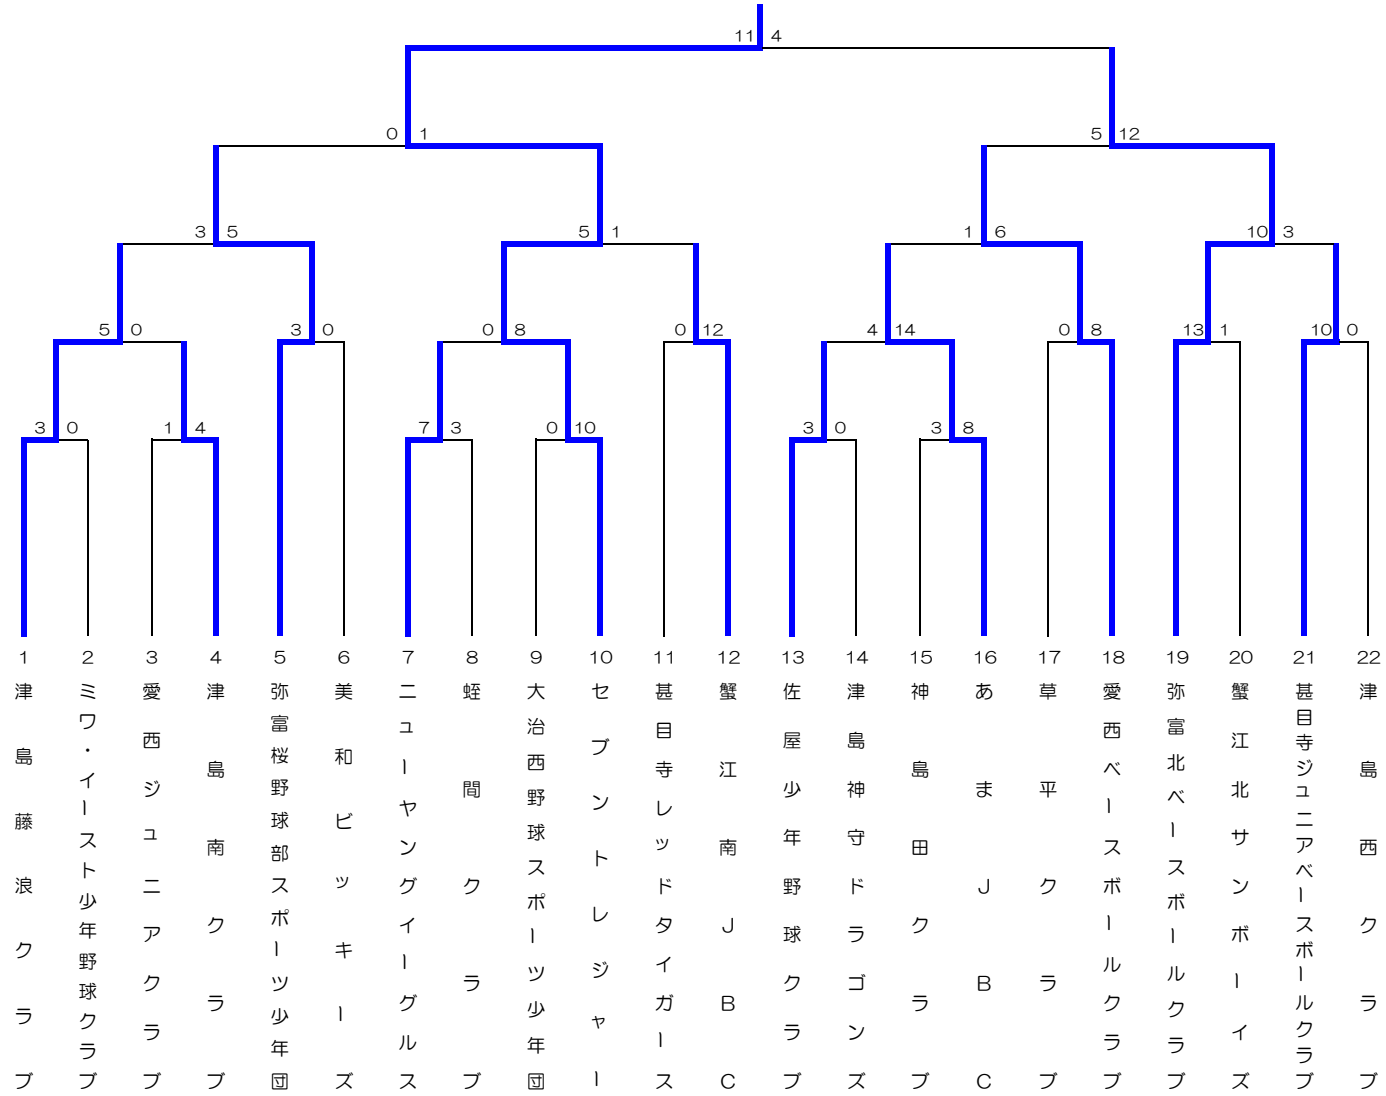 11 4
0 1 5 12
3 5 5 1 1 6 10 3
5 0 3 0 0 8 0 12 4 14 0 8 13 1 10 0
3 0 1 4 7 3 0 10 3 0 3 8
1 2 3 4 5 6 7 8 9 10 11 12 13 14 15 16 17 18 19 20 21 22
津島藤浪クラブ
ミワ・イースト少年野球クラブ
愛西ジュニアクラブ
津島南クラブ
弥富桜野球部スポーツ少年団
美和ビッキーズ
ニューヤングイーグルス
蛭間クラブ
大治西野球スポーツ少年団
セブントレジャー
甚目寺レッドタイガース
蟹江南JBC
佐屋少年野球クラブ
津島神守ドラゴンズ
神島田クラブ
あまJBC
草平クラブ
愛西ベースボールクラブ
弥富北ベースボールクラブ
蟹江北サンボーイズ
甚目寺ジュニアベースボールクラブ
津島西クラブ